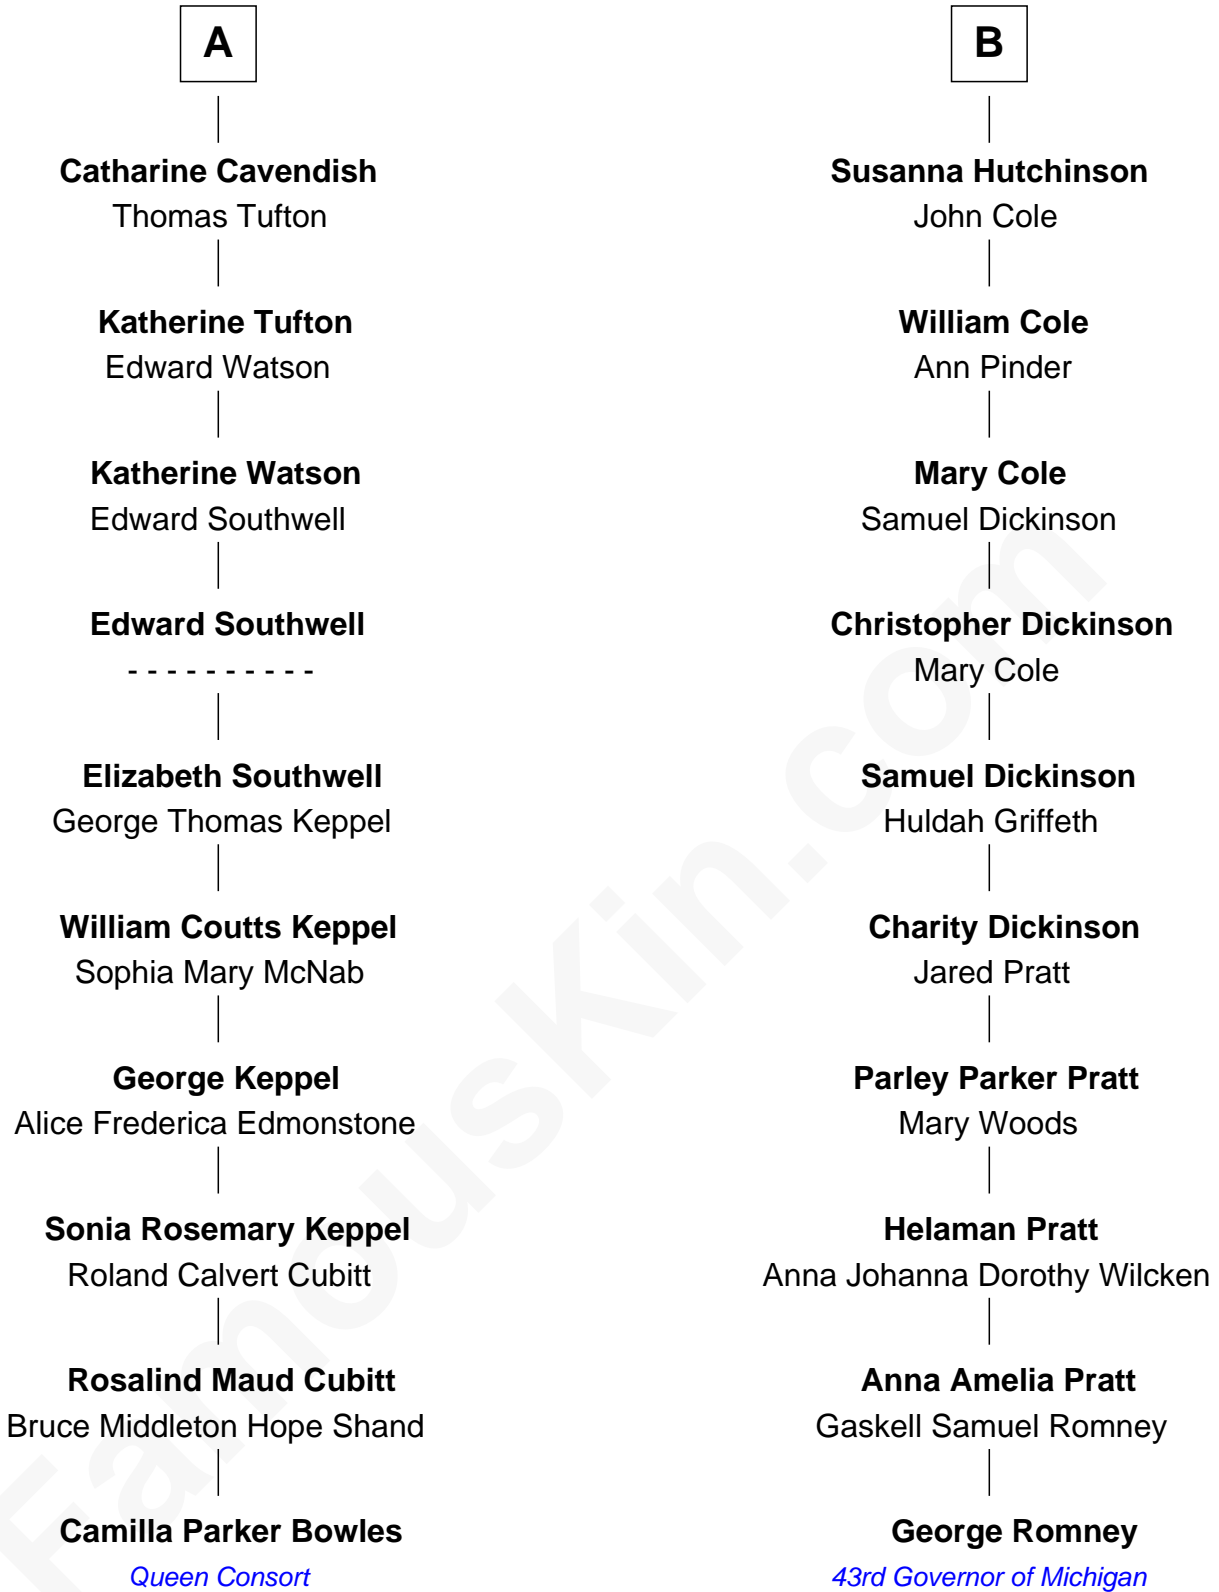 A
Catharine Cavendish
Thomas Tufton
Katherine Tufton
Edward Watson
Katherine Watson
Edward Southwell
Edward Southwell
- - - - - - - - - -
Elizabeth Southwell
George Thomas Keppel
William Coutts Keppel
Sophia Mary McNab
George Keppel
Alice Frederica Edmonstone
Sonia Rosemary Keppel
Roland Calvert Cubitt
Rosalind Maud Cubitt
Bruce Middleton Hope Shand
Camilla Parker Bowles
Queen Consort
B
Susanna Hutchinson
John Cole
William Cole
Ann Pinder
Mary Cole
Samuel Dickinson
Christopher Dickinson
Mary Cole
Samuel Dickinson
Huldah Griffeth
Charity Dickinson
Jared Pratt
Parley Parker Pratt
Mary Woods
Helaman Pratt
Anna Johanna Dorothy Wilcken
Anna Amelia Pratt
Gaskell Samuel Romney
George Romney
43rd Governor of Michigan
FamousKin.com